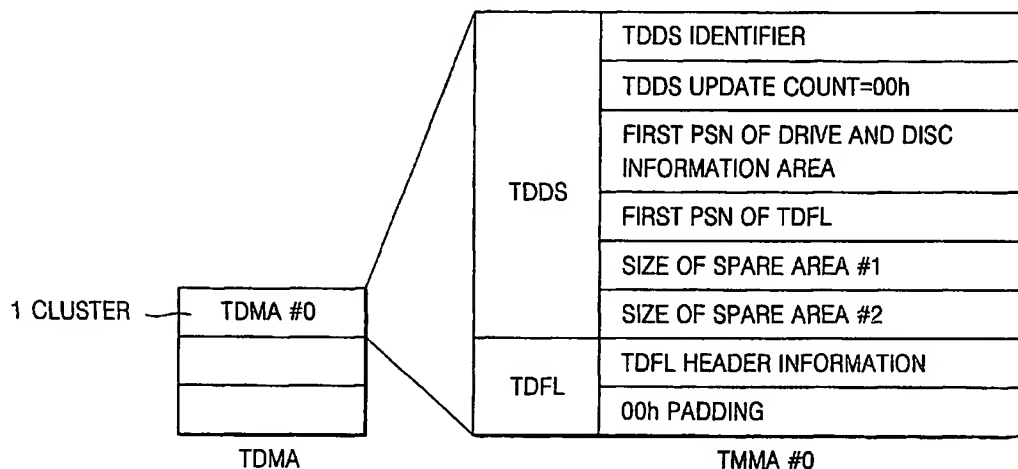 TDDS IDENTIFIER
TDDS UPDATE COUNT=00h
FIRST PSN OF DRIVE AND DISC
INFORMATION AREA
TDDS
FIRST PSN OF TDFL
SIZE OF SPARE AREA #1
1 CLUSTER
TDMA #0
SIZE OF SPARE AREA #2
TDFL
TDFL HEADER INFORMATION
00h PADDING
TDMA
TMMA #0